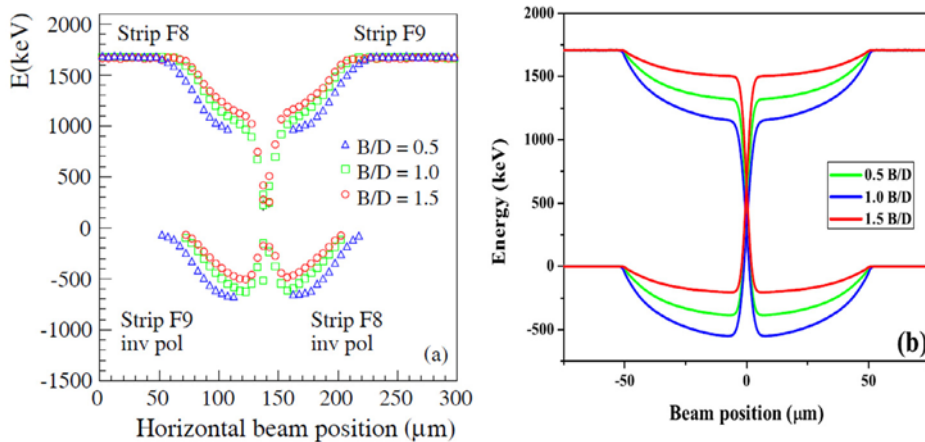 2000
1500
1000
500
0
-500
-1000
-1500
E(keV)
Strip F8
Strip F9
B/D = 0.5
B/D = 1.0
B/D = 1.5
Strip F9
inv pol
Strip F8
inv pol
(a)
0 50 100 150 200 250 300
Horizontal beam position (μm)
2000
1500
1000
500
0
-500
Energy (keV)
0.5 B/D
1.0 B/D
1.5 B/D
(b)
-50 0 50
Beam position (μm)